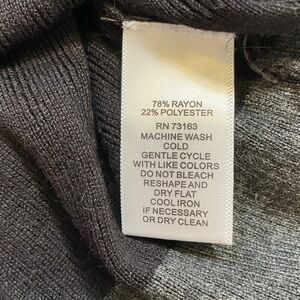 78% RAYON
22% POLYESTER
RN 73163
MACHINE WASH
COLD
GENTLE CYCLE
WITH LIKE COLORS
DO NOT BLEACH
RESHAPE AND
DRY FLAT
COOL IRON
IF NECESSARY
OR DRY CLEAN